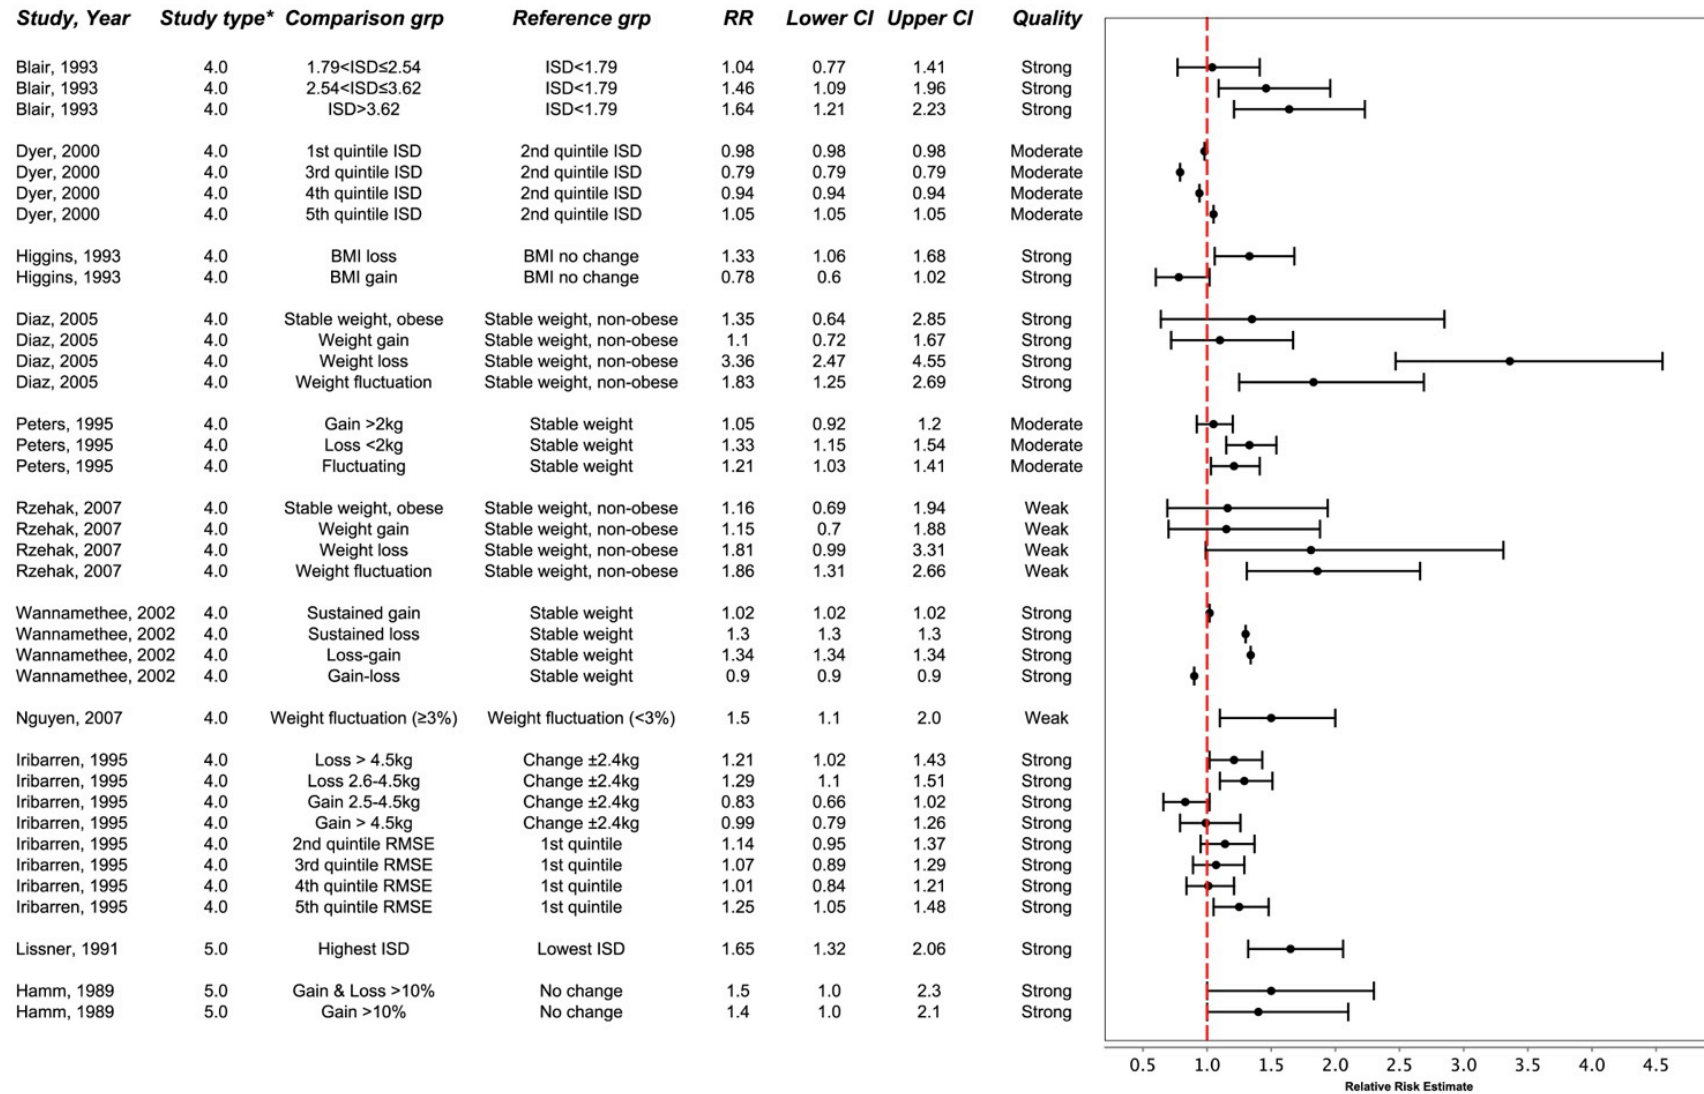 Study, Year Study type* Comparison grp Reference grp RR Lower CI Upper CI Quality
Blair, 1993 4.0 1.79<ISD≤2.54 ISD<1.79 1.04 0.77 1.41 Strong
Blair, 1993 4.0 2.54<ISD≤3.62 ISD<1.79 1.46 1.09 1.96 Strong
Blair, 1993 4.0 ISD>3.62 ISD<1.79 1.64 1.21 2.23 Strong
Dyer, 2000 4.0 1st quintile ISD 2nd quintile ISD 0.98 0.98 0.98 Moderate
Dyer, 2000 4.0 3rd quintile ISD 2nd quintile ISD 0.79 0.79 0.79 Moderate
Dyer, 2000 4.0 4th quintile ISD 2nd quintile ISD 0.94 0.94 0.94 Moderate
Dyer, 2000 4.0 5th quintile ISD 2nd quintile ISD 1.05 1.05 1.05 Moderate
Higgins, 1993 4.0 BMI loss BMI no change 1.33 1.06 1.68 Strong
Higgins, 1993 4.0 BMI gain BMI no change 0.78 0.6 1.02 Strong
Diaz, 2005 4.0 Stable weight, obese Stable weight, non-obese 1.35 0.64 2.85 Strong
Diaz, 2005 4.0 Weight gain Stable weight, non-obese 1.1 0.72 1.67 Strong
Diaz, 2005 4.0 Weight loss Stable weight, non-obese 3.36 2.47 4.55 Strong
Diaz, 2005 4.0 Weight fluctuation Stable weight, non-obese 1.83 1.25 2.69 Strong
Peters, 1995 4.0 Gain >2kg Stable weight 1.05 0.92 1.2 Moderate
Peters, 1995 4.0 Loss <2kg Stable weight 1.33 1.15 1.54 Moderate
Peters, 1995 4.0 Fluctuating Stable weight 1.21 1.03 1.41 Moderate
Rzehak, 2007 4.0 Stable weight, obese Stable weight, non-obese 1.16 0.69 1.94 Weak
Rzehak, 2007 4.0 Weight gain Stable weight, non-obese 1.15 0.7 1.88 Weak
Rzehak, 2007 4.0 Weight loss Stable weight, non-obese 1.81 0.99 3.31 Weak
Rzehak, 2007 4.0 Weight fluctuation Stable weight, non-obese 1.86 1.31 2.66 Weak
Wannamethee, 2002 4.0 Sustained gain Stable weight 1.02 1.02 1.02 Strong
Wannamethee, 2002 4.0 Sustained loss Stable weight 1.3 1.3 1.3 Strong
Wannamethee, 2002 4.0 Loss-gain Stable weight 1.34 1.34 1.34 Strong
Wannamethee, 2002 4.0 Gain-loss Stable weight 0.9 0.9 0.9 Strong
Nguyen, 2007 4.0 Weight fluctuation (≥3%) Weight fluctuation (<3%) 1.5 1.1 2.0 Weak
Iribarren, 1995 4.0 Loss > 4.5kg Change ±2.4kg 1.21 1.02 1.43 Strong
Iribarren, 1995 4.0 Loss 2.6-4.5kg Change ±2.4kg 1.29 1.1 1.51 Strong
Iribarren, 1995 4.0 Gain 2.5-4.5kg Change ±2.4kg 0.83 0.66 1.02 Strong
Iribarren, 1995 4.0 Gain > 4.5kg Change ±2.4kg 0.99 0.79 1.26 Strong
Iribarren, 1995 4.0 2nd quintile RMSE 1st quintile 1.14 0.95 1.37 Strong
Iribarren, 1995 4.0 3rd quintile RMSE 1st quintile 1.07 0.89 1.29 Strong
Iribarren, 1995 4.0 4th quintile RMSE 1st quintile 1.01 0.84 1.21 Strong
Iribarren, 1995 4.0 5th quintile RMSE 1st quintile 1.25 1.05 1.48 Strong
Lissner, 1991 5.0 Highest ISD Lowest ISD 1.65 1.32 2.06 Strong
Hamm, 1989 5.0 Gain & Loss >10% No change 1.5 1.0 2.3 Strong
Hamm, 1989 5.0 Gain >10% No change 1.4 1.0 2.1 Strong
0.5 1.0 1.5 2.0 2.5 3.0 3.5 4.0 4.5
Relative Risk Estimate